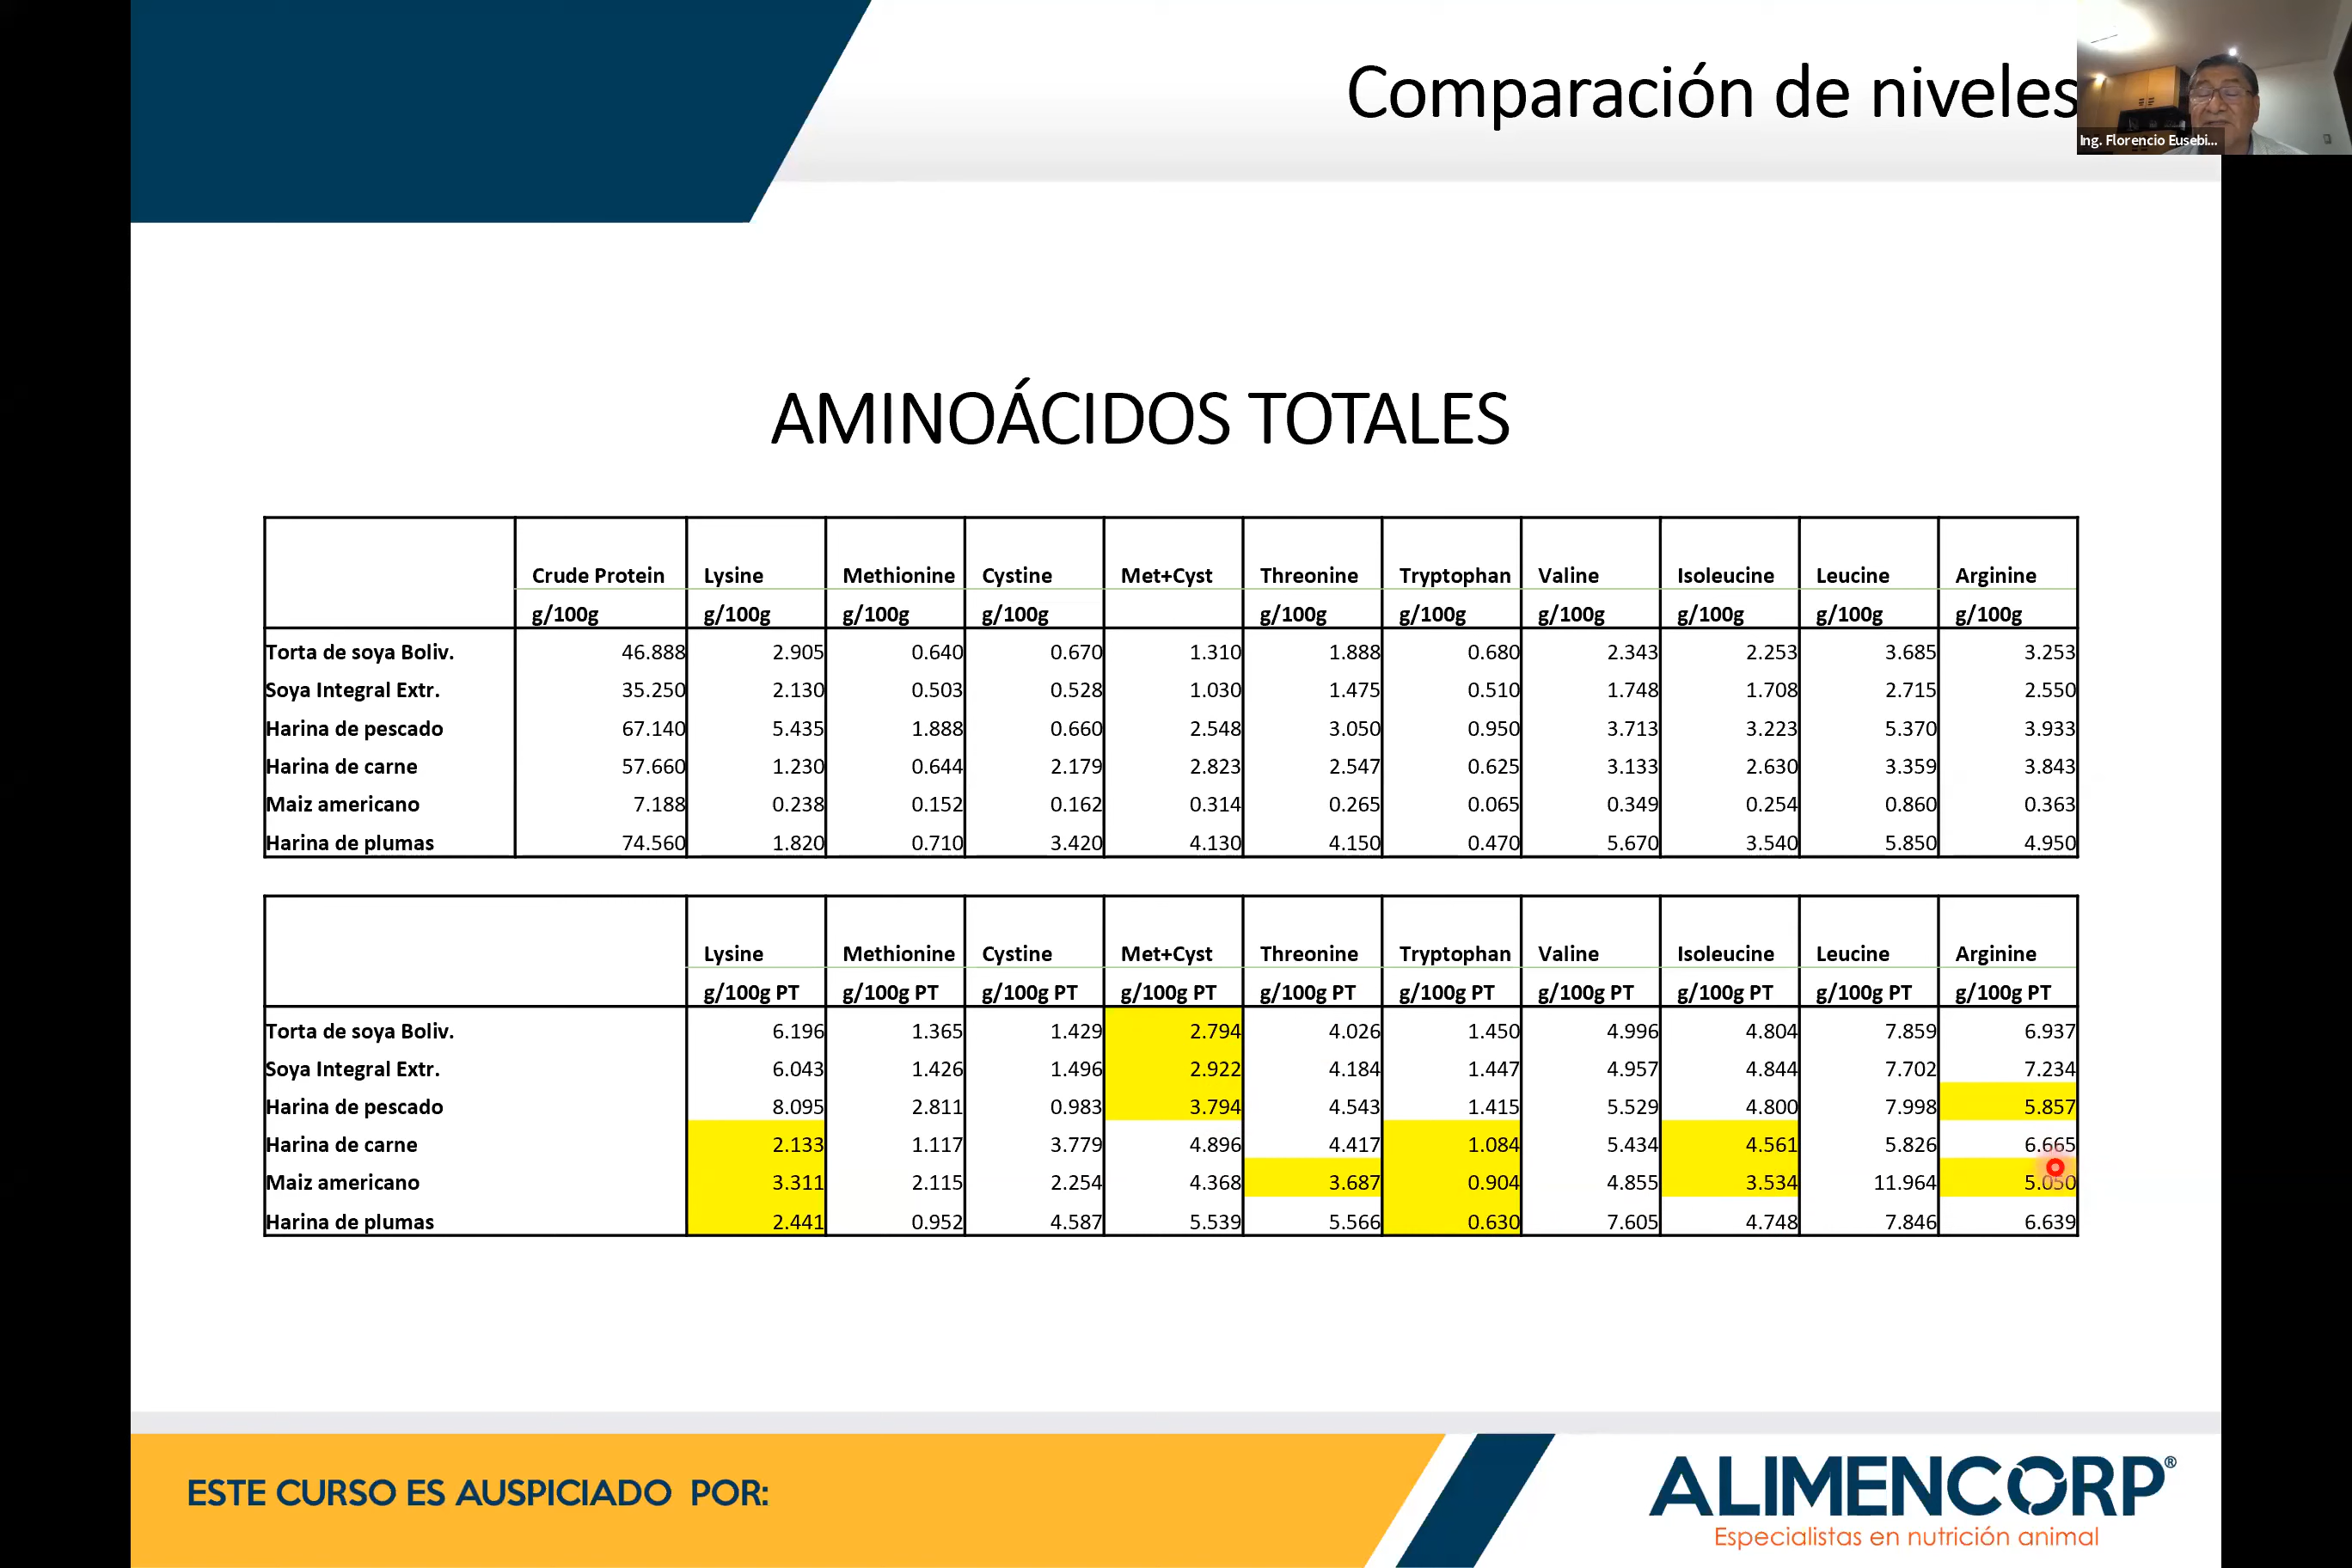 Comparación de niveles
Ing. Florencio Eusebi...
AMINOÁCIDOS TOTALES
Crude Protein Lysine Methionine Cystine Met+Cyst Threonine Tryptophan Valine Isoleucine Leucine Arginine
g/100g g/100g g/100g g/100g g/100g g/100g g/100g g/100g g/100g g/100g
Torta de soya Boliv. 46.888 2.905 0.640 0.670 1.310 1.888 0.680 2.343 2.253 3.685 3.253
Soya Integral Extr. 35.250 2.130 0.503 0.528 1.030 1.475 0.510 1.748 1.708 2.715 2.550
Harina de pescado 67.140 5.435 1.888 0.660 2.548 3.050 0.950 3.713 3.223 5.370 3.933
Harina de carne 57.660 1.230 0.644 2.179 2.823 2.547 0.625 3.133 2.630 3.359 3.843
Maiz americano 7.188 0.238 0.152 0.162 0.314 0.265 0.065 0.349 0.254 0.860 0.363
Harina de plumas 74.560 1.820 0.710 3.420 4.130 4.150 0.470 5.670 3.540 5.850 4.950
Lysine Methionine Cystine Met+Cyst Threonine Tryptophan Valine Isoleucine Leucine Arginine
g/100g PT g/100g PT g/100g PT g/100g PT g/100g PT g/100g PT g/100g PT g/100g PT g/100g PT g/100g PT
Torta de soya Boliv. 6.196 1.365 1.429 2.794 4.026 1.450 4.996 4.804 7.859 6.937
Soya Integral Extr. 6.043 1.426 1.496 2.922 4.184 1.447 4.957 4.844 7.702 7.234
Harina de pescado 8.095 2.811 0.983 3.794 4.543 1.415 5.529 4.800 7.998 5.857
Harina de carne 2.133 1.117 3.779 4.896 4.417 1.084 5.434 4.561 5.826 6.665
Maiz americano 3.311 2.115 2.254 4.368 3.687 0.904 4.855 3.534 11.964 5.050
Harina de plumas 2.441 0.952 4.587 5.539 5.566 0.630 7.605 4.748 7.846 6.639
ESTE CURSO ES AUSPICIADO POR:
ALIMENCORP®
Especialistas en nutrición animal